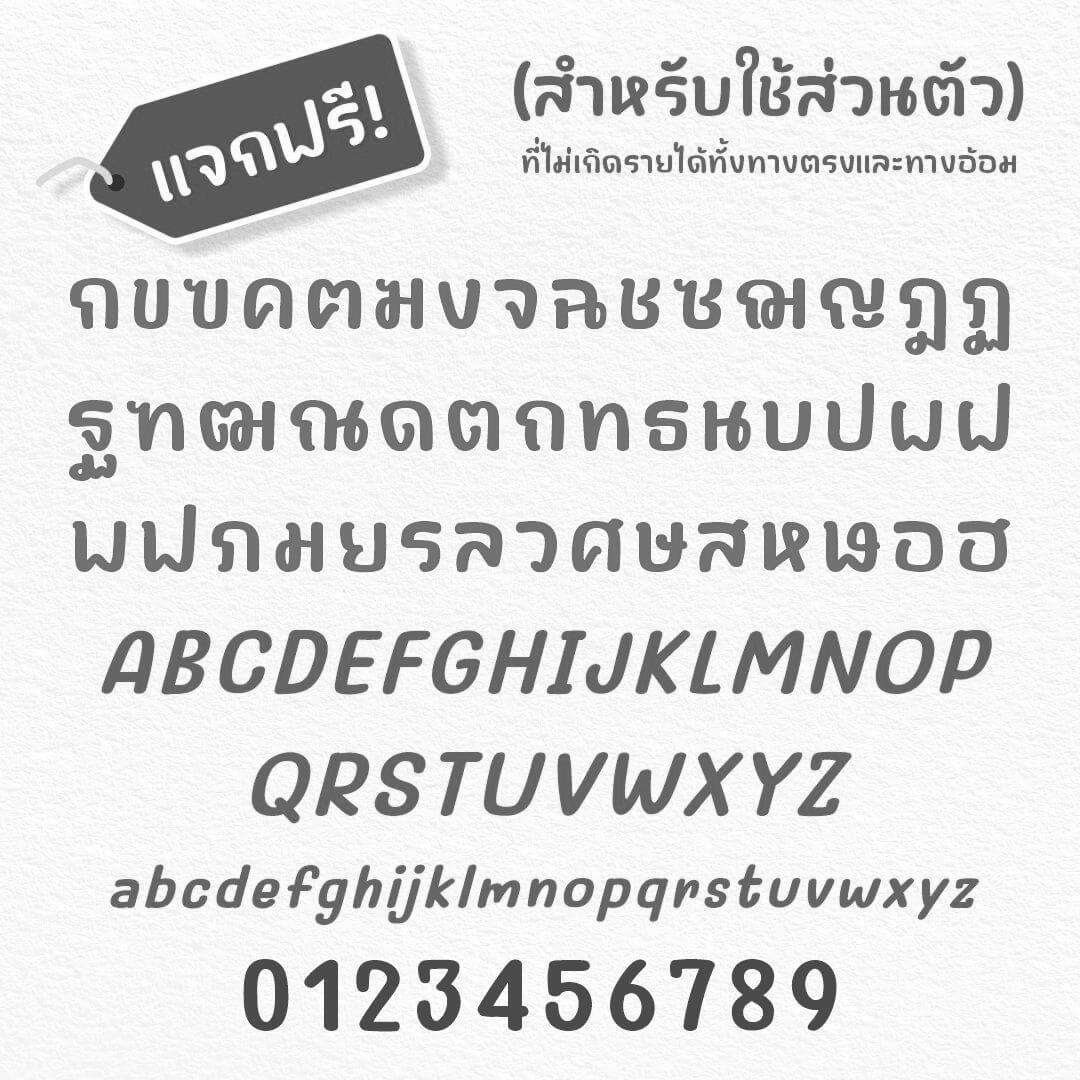 แจกฟรี!
(สำหรับใช้ส่วนตัว)
ที่ไม่เกิดรายได้ทั้งทางตรงและทางอ้อม
กขฃคฅฆงจฉชซฌญฎฏ
ฐฑฒณดตถทธนบปผฝ
พฟภมยรลวศษสหฬอฮ
ABCDEFGHIJKLMNOP
QRSTUVWXYZ
abcdefghijklmnopqrstuvwxyz
0123456789